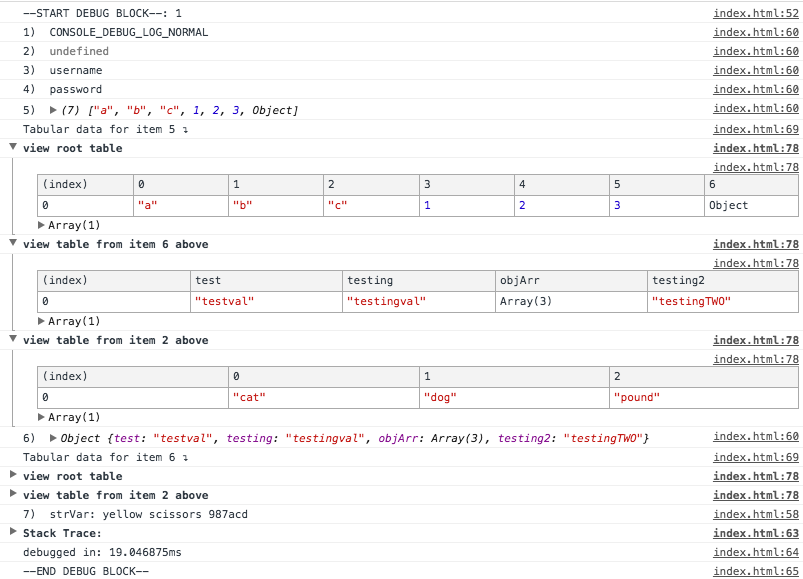 --START DEBUG BLOCK--: 1 index.html:52
1) CONSOLE_DEBUG_LOG_NORMAL index.html:60
2) undefined index.html:60
3) username index.html:60
4) password index.html:60
5) ▶ (7) ["a", "b", "c", 1, 2, 3, Object] index.html:60
Tabular data for item 5 ↴ index.html:69
▼ view root table index.html:78
index.html:78
(index) 0 1 2 3 4 5 6
0 "a" "b" "c" 1 2 3 Object
▶ Array(1)
▼ view table from item 6 above index.html:78
index.html:78
(index) test testing objArr testing2
0 "testval" "testingval" Array(3) "testingTWO"
▶ Array(1)
▼ view table from item 2 above index.html:78
index.html:78
(index) 0 1 2
0 "cat" "dog" "pound"
▶ Array(1)
6) ▶ Object {test: "testval", testing: "testingval", objArr: Array(3), testing2: "testingTWO"} index.html:60
Tabular data for item 6 ↴ index.html:69
▶ view root table index.html:78
▶ view table from item 2 above index.html:78
7) strVar: yellow scissors 987acd index.html:58
▶ Stack Trace: index.html:63
debugged in: 19.046875ms index.html:64
--END DEBUG BLOCK-- index.html:65